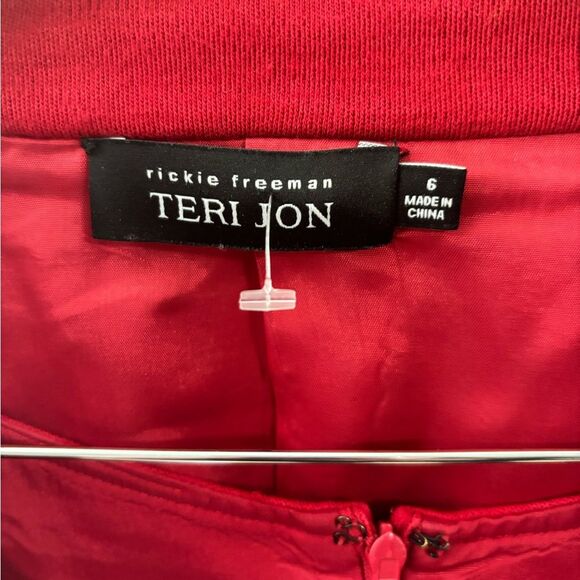 rickie freeman
TERI JON
6
MADE IN
CHINA